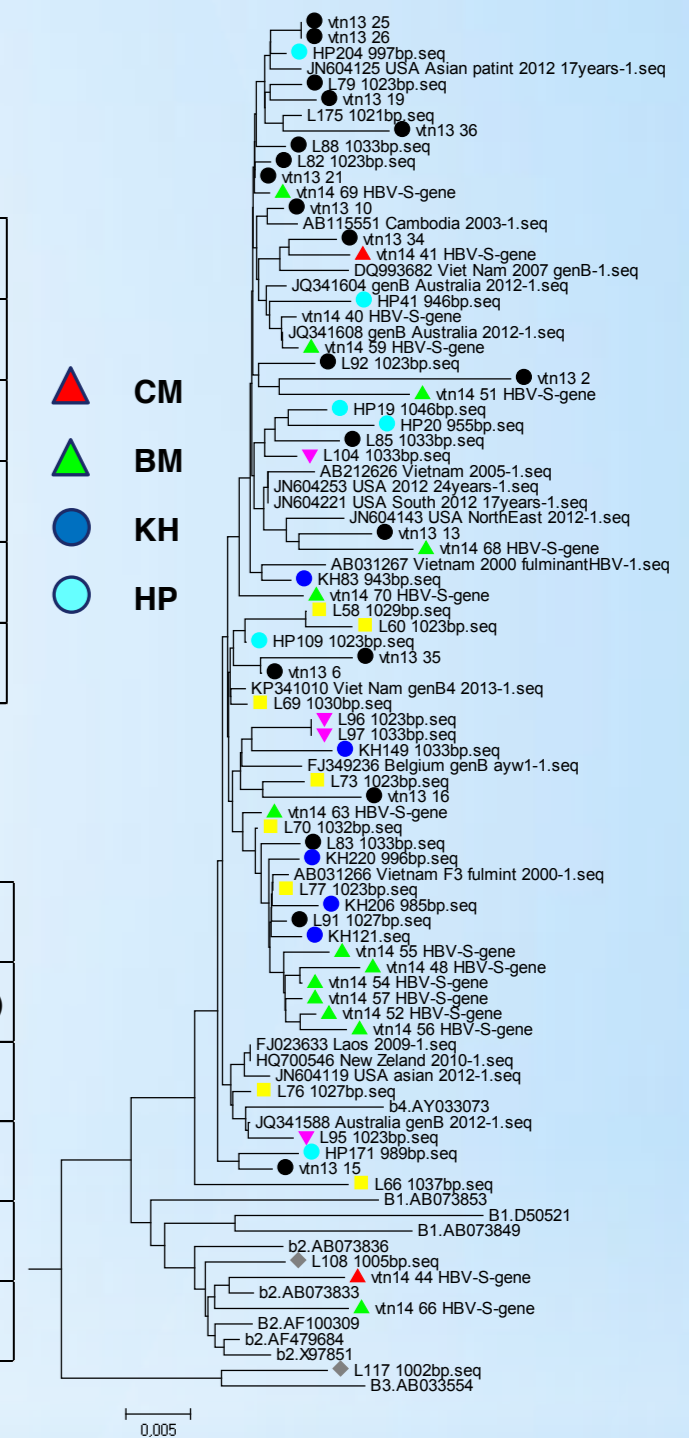 vtn13 25
vtn13 26
HP204 997bp.seq
JN604125 USA Asian patint 2012 17years-1.seq
L79 1023bp.seq
vtn13 19
L175 1021bp.seq
vtn13 36
L88 1033bp.seq
L82 1023bp.seq
vtn13 21
vtn14 69 HBV-S-gene
vtn13 10
AB115551 Cambodia 2003-1.seq
vtn13 34
vtn14 41 HBV-S-gene
DQ993682 Viet Nam 2007 genB-1.seq
JQ341604 genB Australia 2012-1.seq
HP41 946bp.seq
vtn14 40 HBV-S-gene
JQ341608 genB Australia 2012-1.seq
vtn14 59 HBV-S-gene
L92 1023bp.seq
vtn13 2
vtn14 51 HBV-S-gene
HP19 1046bp.seq
HP20 955bp.seq
L85 1033bp.seq
L104 1033bp.seq
AB212626 Vietnam 2005-1.seq
JN604253 USA 2012 24years-1.seq
JN604221 USA South 2012 17years-1.seq
JN604143 USA NorthEast 2012-1.seq
vtn13 13
vtn14 68 HBV-S-gene
AB031267 Vietnam 2000 fulminantHBV-1.seq
KH83 943bp.seq
vtn14 70 HBV-S-gene
L58 1029bp.seq
L60 1023bp.seq
HP109 1023bp.seq
vtn13 35
vtn13 6
KP341010 Viet Nam genB4 2013-1.seq
L69 1030bp.seq
L96 1023bp.seq
L97 1033bp.seq
KH149 1033bp.seq
FJ349236 Belgium genB ayw1-1.seq
L73 1023bp.seq
vtn13 16
vtn14 63 HBV-S-gene
L70 1032bp.seq
L83 1033bp.seq
KH220 996bp.seq
AB031266 Vietnam F3 fulmint 2000-1.seq
L77 1023bp.seq
KH206 985bp.seq
L91 1027bp.seq
KH121.seq
vtn14 55 HBV-S-gene
vtn14 48 HBV-S-gene
vtn14 54 HBV-S-gene
vtn14 57 HBV-S-gene
vtn14 52 HBV-S-gene
vtn14 56 HBV-S-gene
FJ023633 Laos 2009-1.seq
HQ700546 New Zeland 2010-1.seq
JN604119 USA asian 2012-1.seq
L76 1027bp.seq
b4.AY033073
JQ341588 Australia genB 2012-1.seq
L95 1023bp.seq
HP171 989bp.seq
vtn13 15
L66 1037bp.seq
B1.AB073853
B1.D50521
B1.AB073849
b2.AB073836
L108 1005bp.seq
vtn14 44 HBV-S-gene
b2.AB073833
vtn14 66 HBV-S-gene
B2.AF100309
b2.AF479684
b2.X97851
L117 1002bp.seq
B3.AB033554
0,005
CM
BM
KH
HP